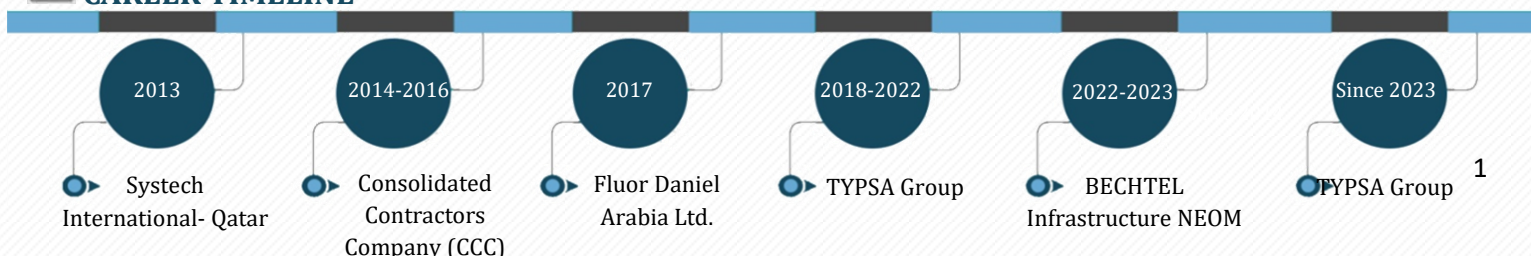 CAREER TIMELINE
2013
2014-2016
2017
2018-2022
2022-2023
Since 2023
Systech
International- Qatar
Consolidated
Contractors
Company (CCC)
Fluor Daniel
Arabia Ltd.
TYPSA Group
BECHTEL
Infrastructure NEOM
TYPSA Group
1